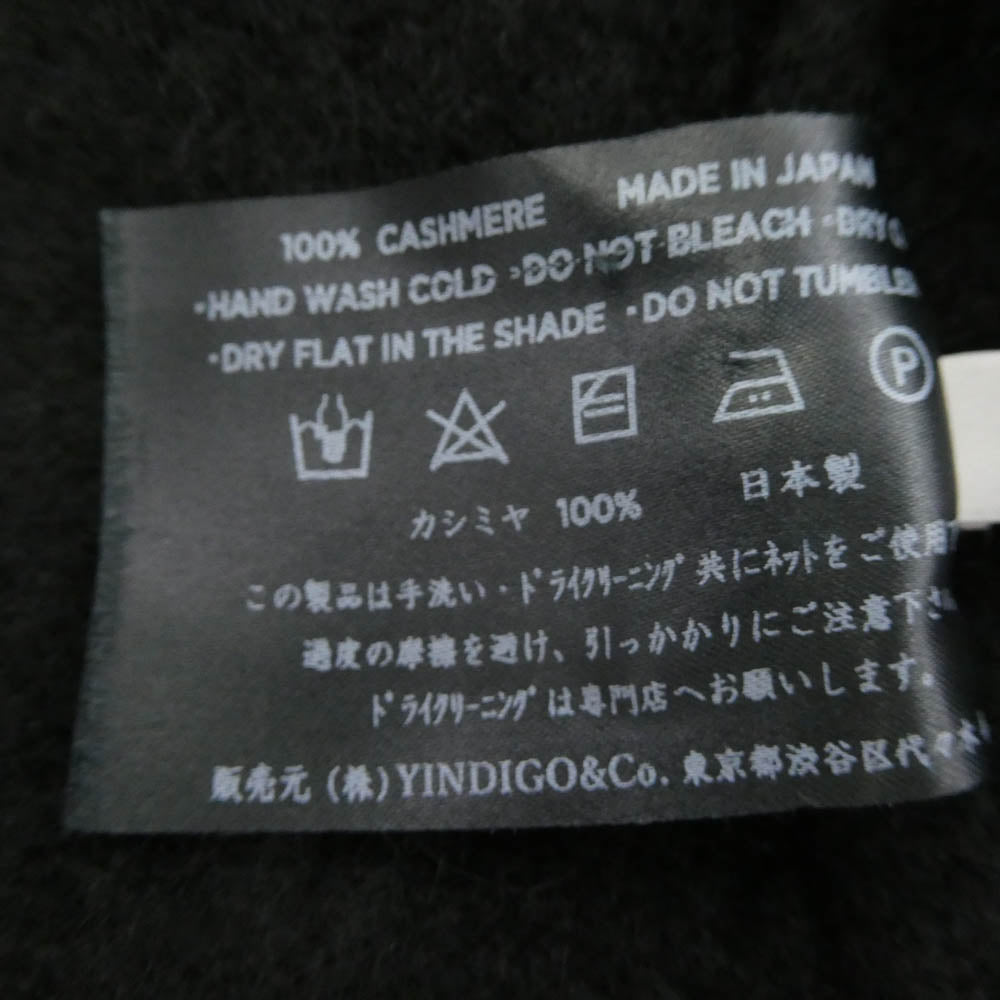 100% CASHMERE MADE IN JAPAN
·HAND WASH COLD ·DO NOT BLEACH ·DRY
·DRY FLAT IN THE SHADE ·DO NOT TUMBLE
P
カシミヤ 100% 日本製
この製品は手洗い・ドライクリーニング共にネットをご使用
過度の摩擦を避け、引っかかりにご注意下さ
ドライクリーニングは専門店へお願いします。
販売元 (株)YINDIGO&Co. 東京都渋谷区代々木